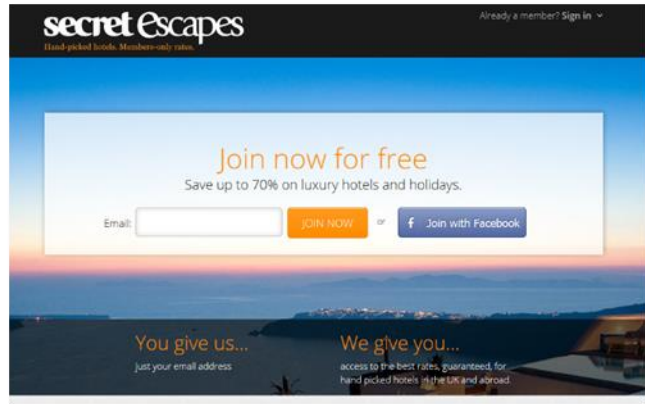 secret escapes
Hand-picked hotels. Members-only rates.
Already a member? Sign in
Join now for free
Save up to 70% on luxury hotels and holidays.
Email:
JOIN NOW
or
f Join with Facebook
You give us...
just your email address
We give you...
access to the best rates, guaranteed, for
hand picked hotels in the UK and abroad.